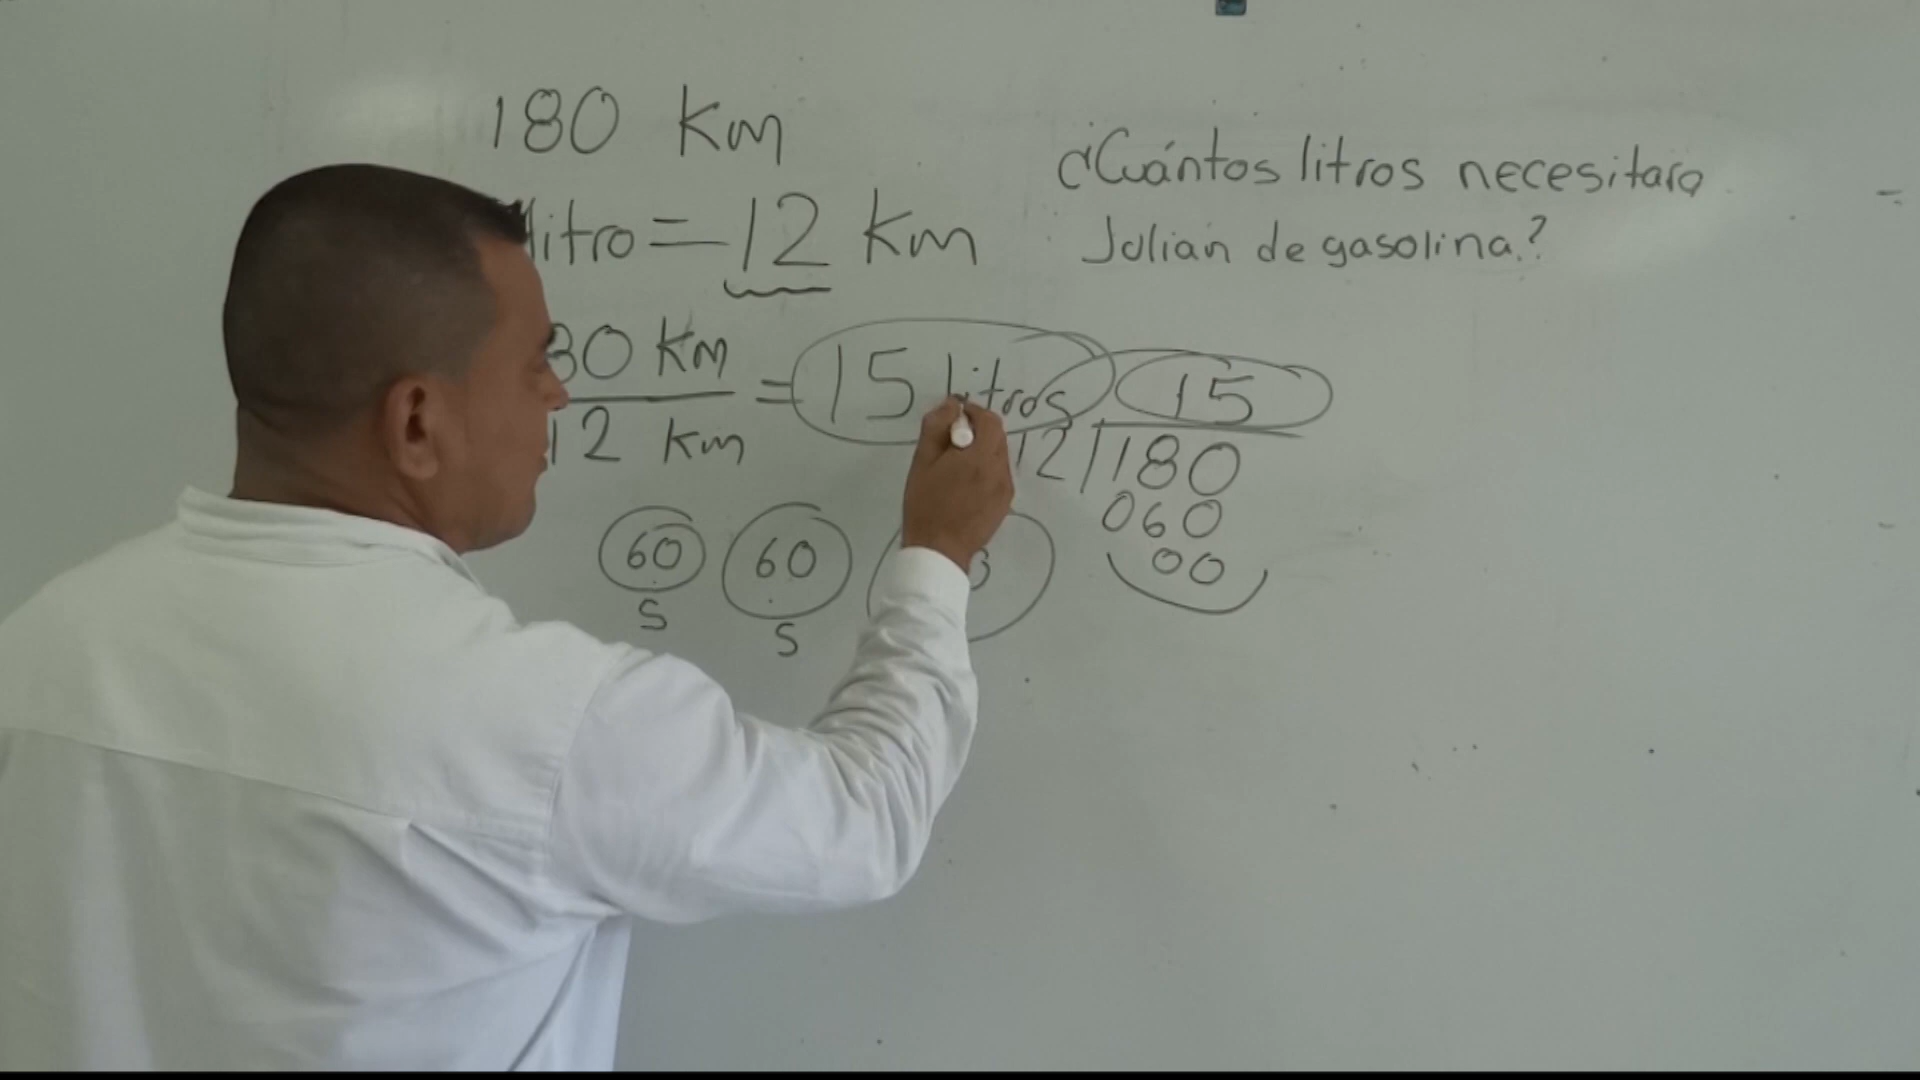 180 Km
litro = 12 Km
¿Cuántos litros necesitara
Julian de gasolina?
80 Km
12 Km
= 15 litros
15
12 180
060
00
60 60
S S